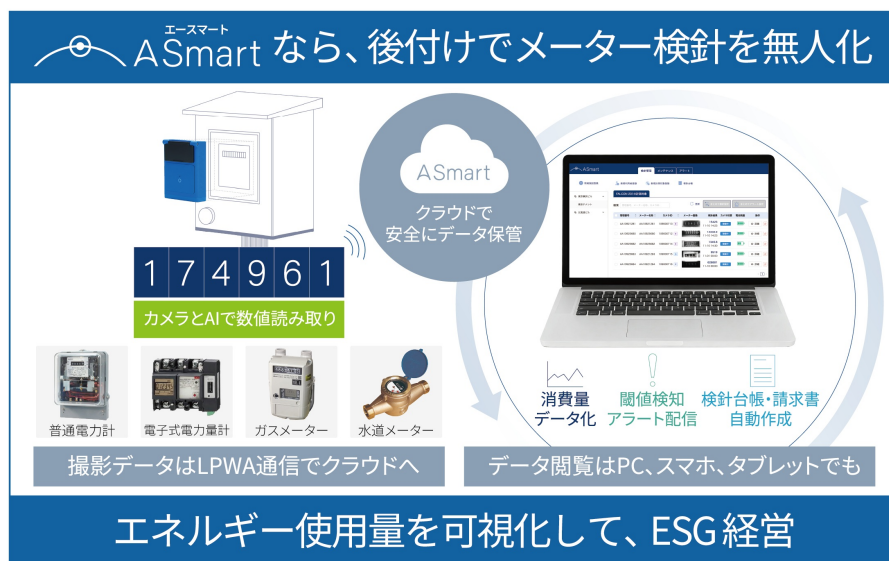 エースマート
ASmart なら、後付けでメーター検針を無人化
ASmart
クラウドで
安全にデータ保管
174961
カメラとAIで数値読み取り
普通電力計
電子式電力量計
ガスメーター
水道メーター
撮影データはLPWA通信でクラウドへ
ASmart
消費量
データ化
閾値検知
アラート配信
検針台帳・請求書
自動作成
データ閲覧はPC、スマホ、タブレットでも
エネルギー使用量を可視化して、ESG経営